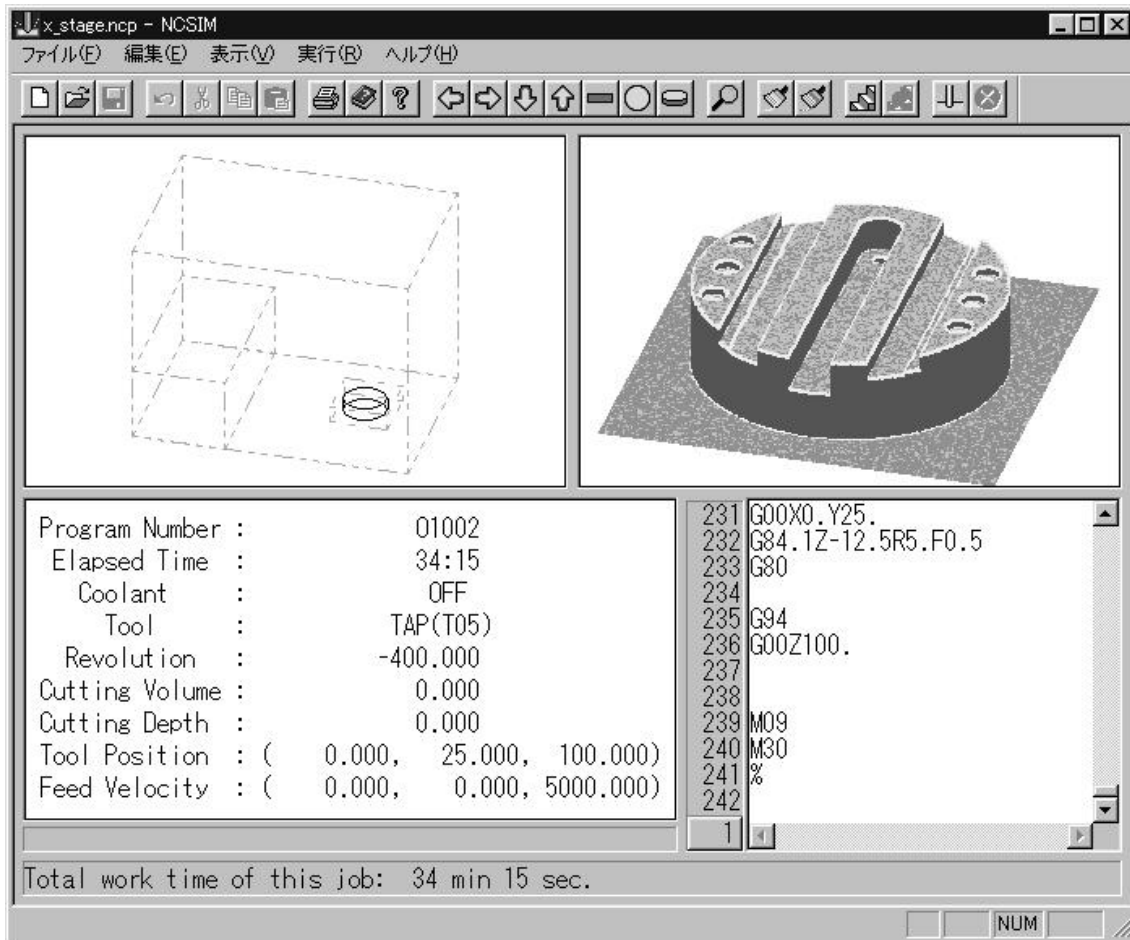 x_stage.ncp - NCSIM
ファイル(F) 編集(E) 表示(V) 実行(R) ヘルプ(H)
Program Number : O1002
Elapsed Time : 34:15
Coolant : OFF
Tool : TAP(T05)
Revolution : -400.000
Cutting Volume : 0.000
Cutting Depth : 0.000
Tool Position : ( 0.000, 25.000, 100.000)
Feed Velocity : ( 0.000, 0.000, 5000.000)
231 G00X0.Y25.
232 G84.1Z-12.5R5.F0.5
233 G80
234
235 G94
236 G00Z100.
237
238
239 M09
240 M30
241 %
242
1
Total work time of this job: 34 min 15 sec.
NUM